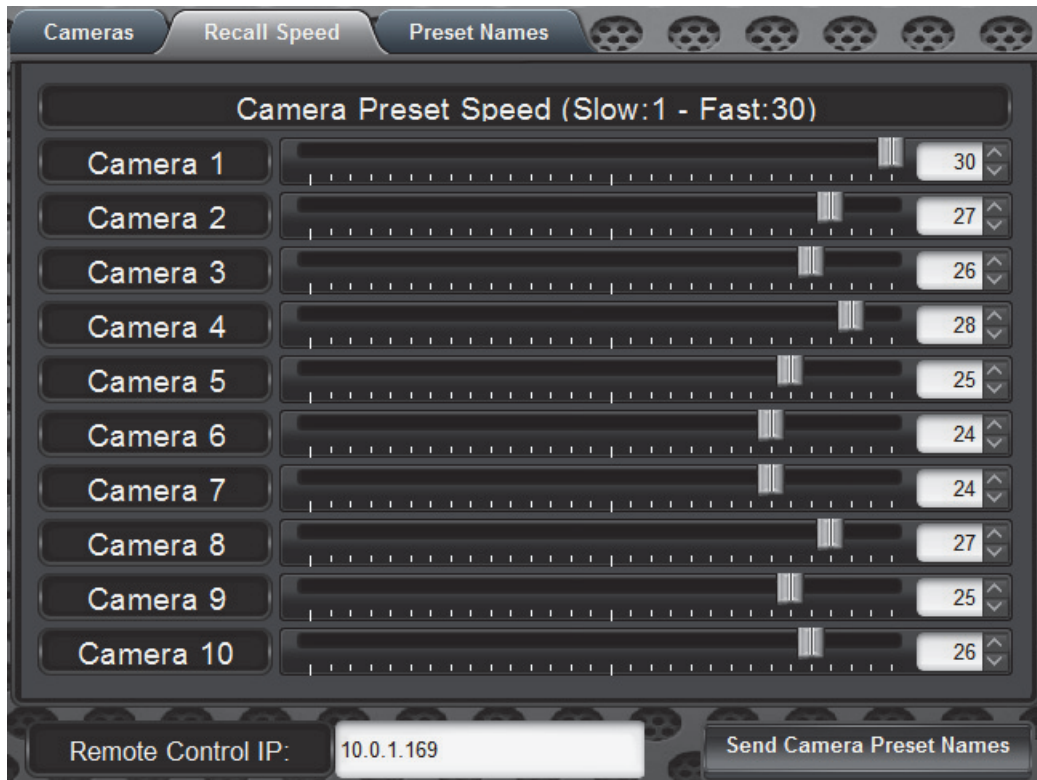 Cameras Recall Speed Preset Names
Camera Preset Speed (Slow:1 - Fast:30)
Camera 1 30
Camera 2 27
Camera 3 26
Camera 4 28
Camera 5 25
Camera 6 24
Camera 7 24
Camera 8 27
Camera 9 25
Camera 10 26
Remote Control IP: 10.0.1.169 Send Camera Preset Names